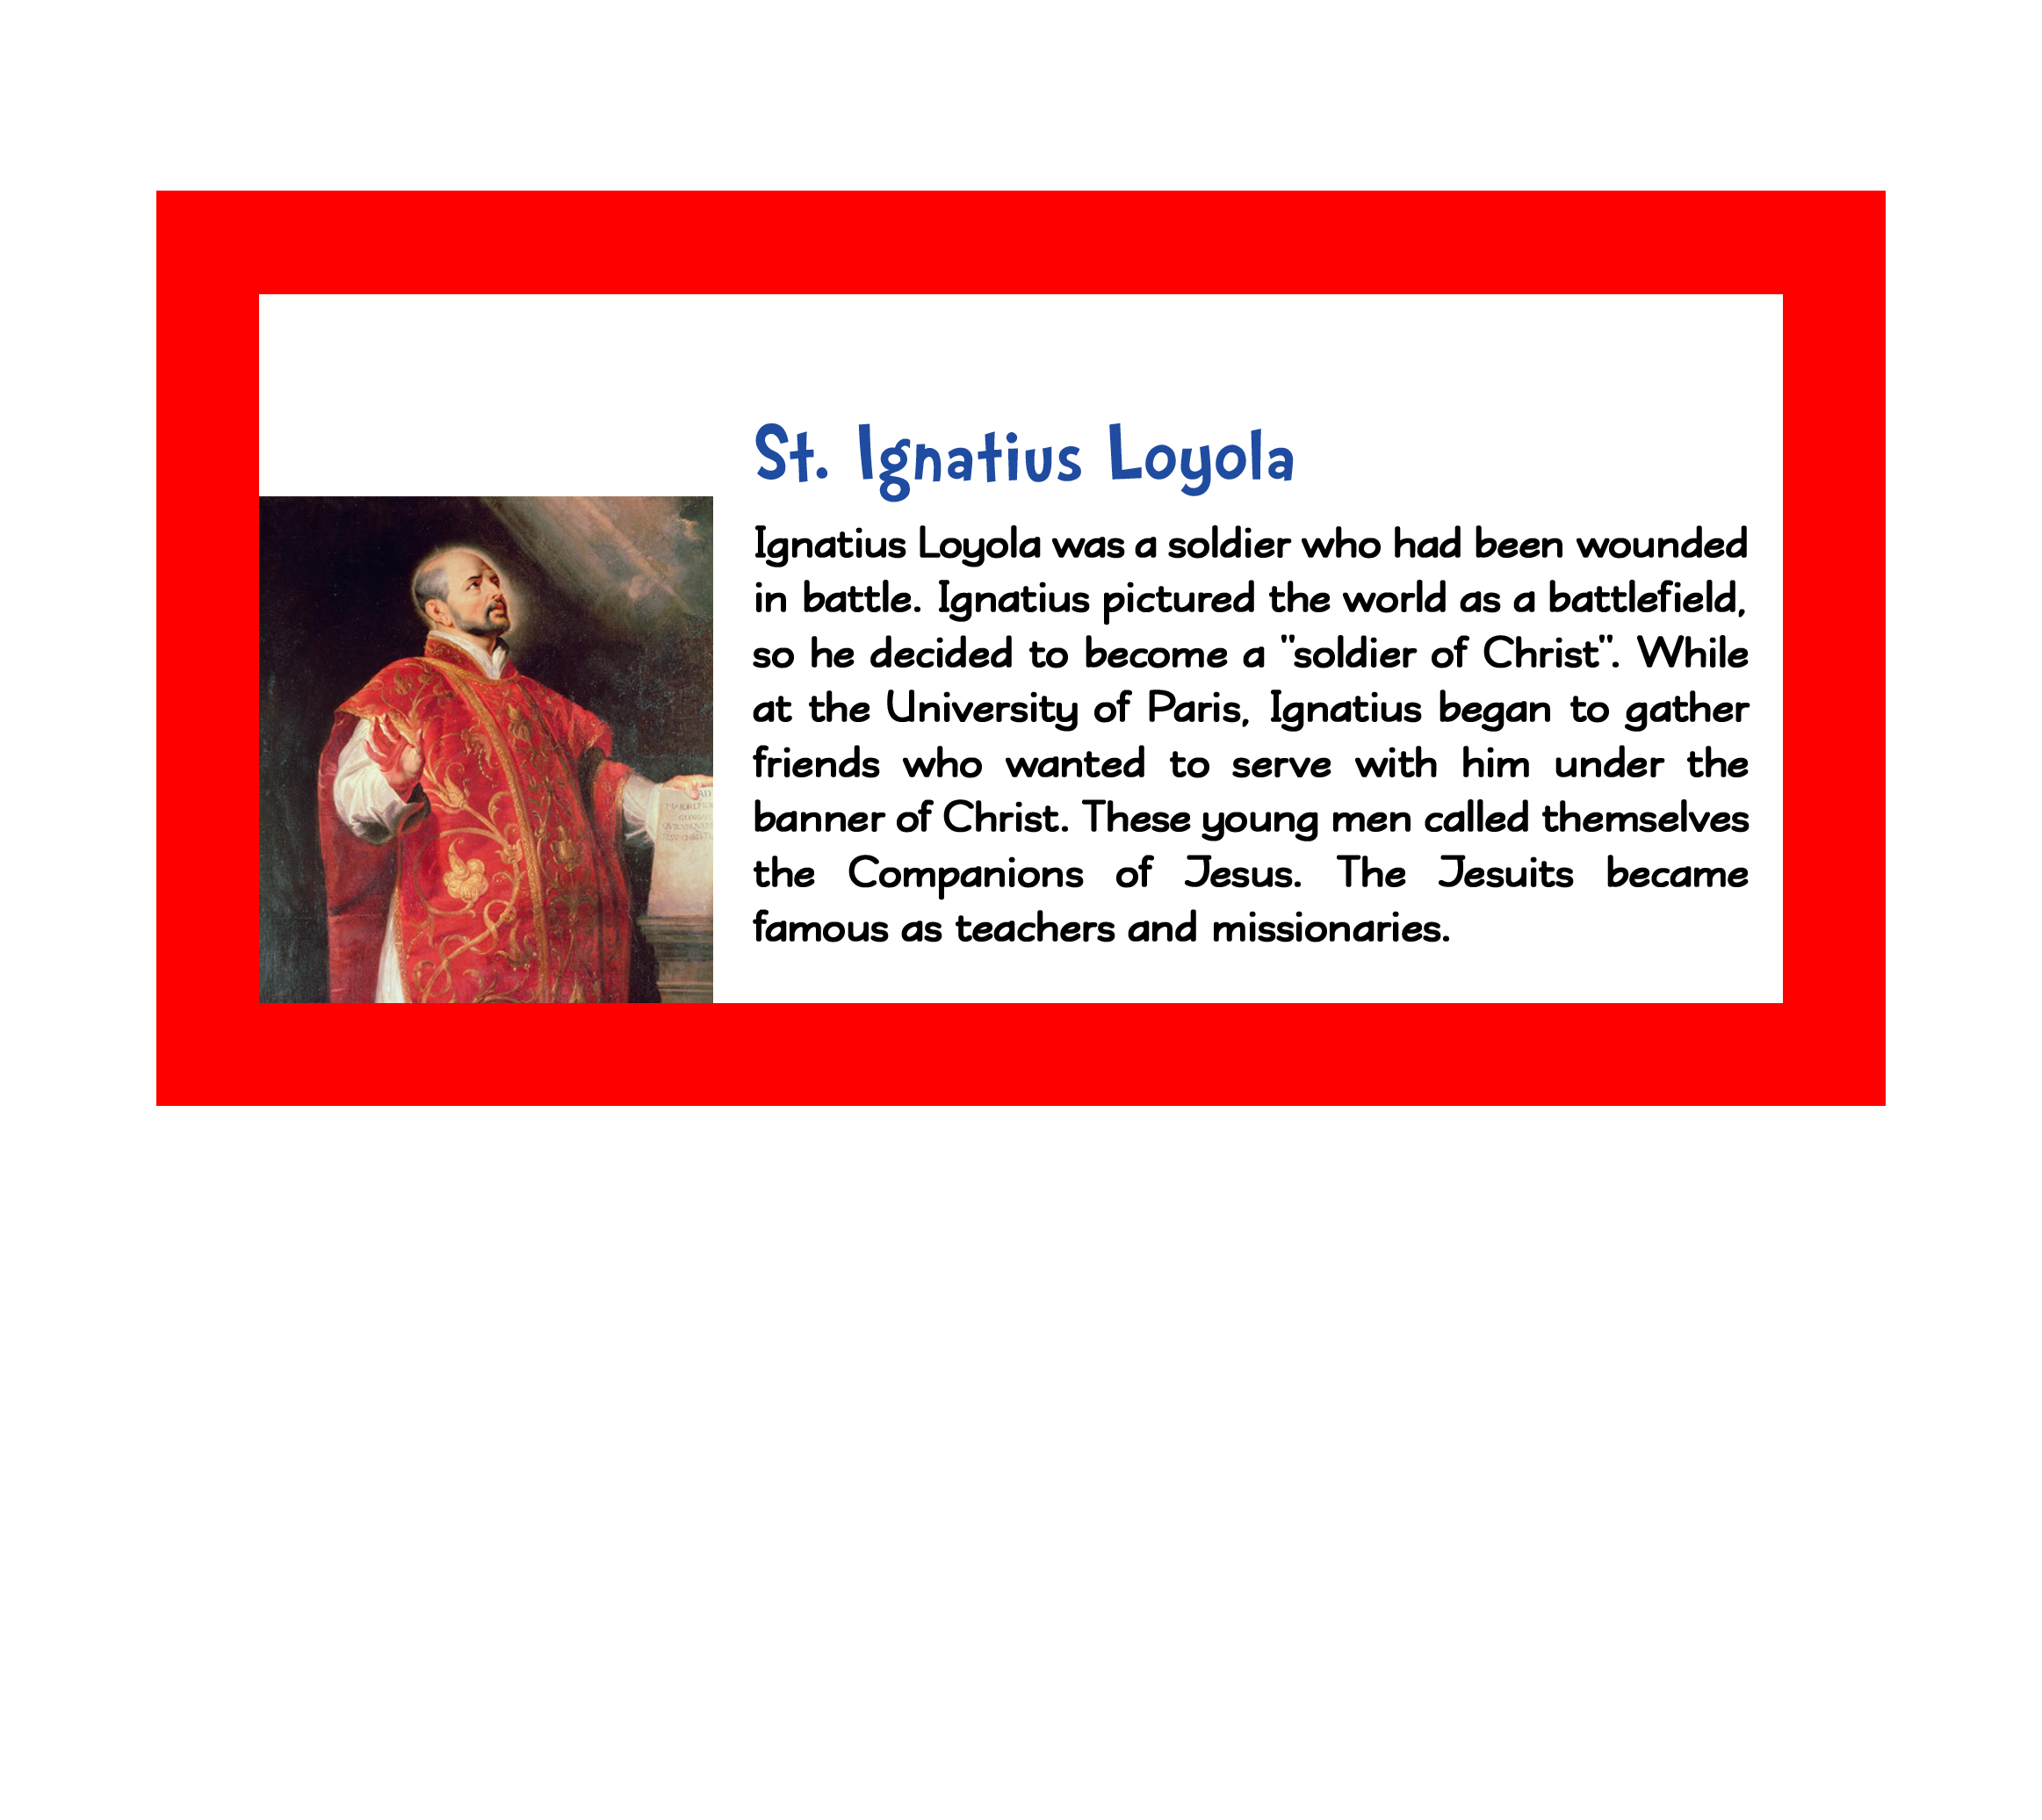 St. Ignatius Loyola
Ignatius Loyola was a soldier who had been wounded
in battle. Ignatius pictured the world as a battlefield,
so he decided to become a "soldier of Christ". While
at the University of Paris, Ignatius began to gather
friends who wanted to serve with him under the
banner of Christ. These young men called themselves
the Companions of Jesus. The Jesuits became
famous as teachers and missionaries.